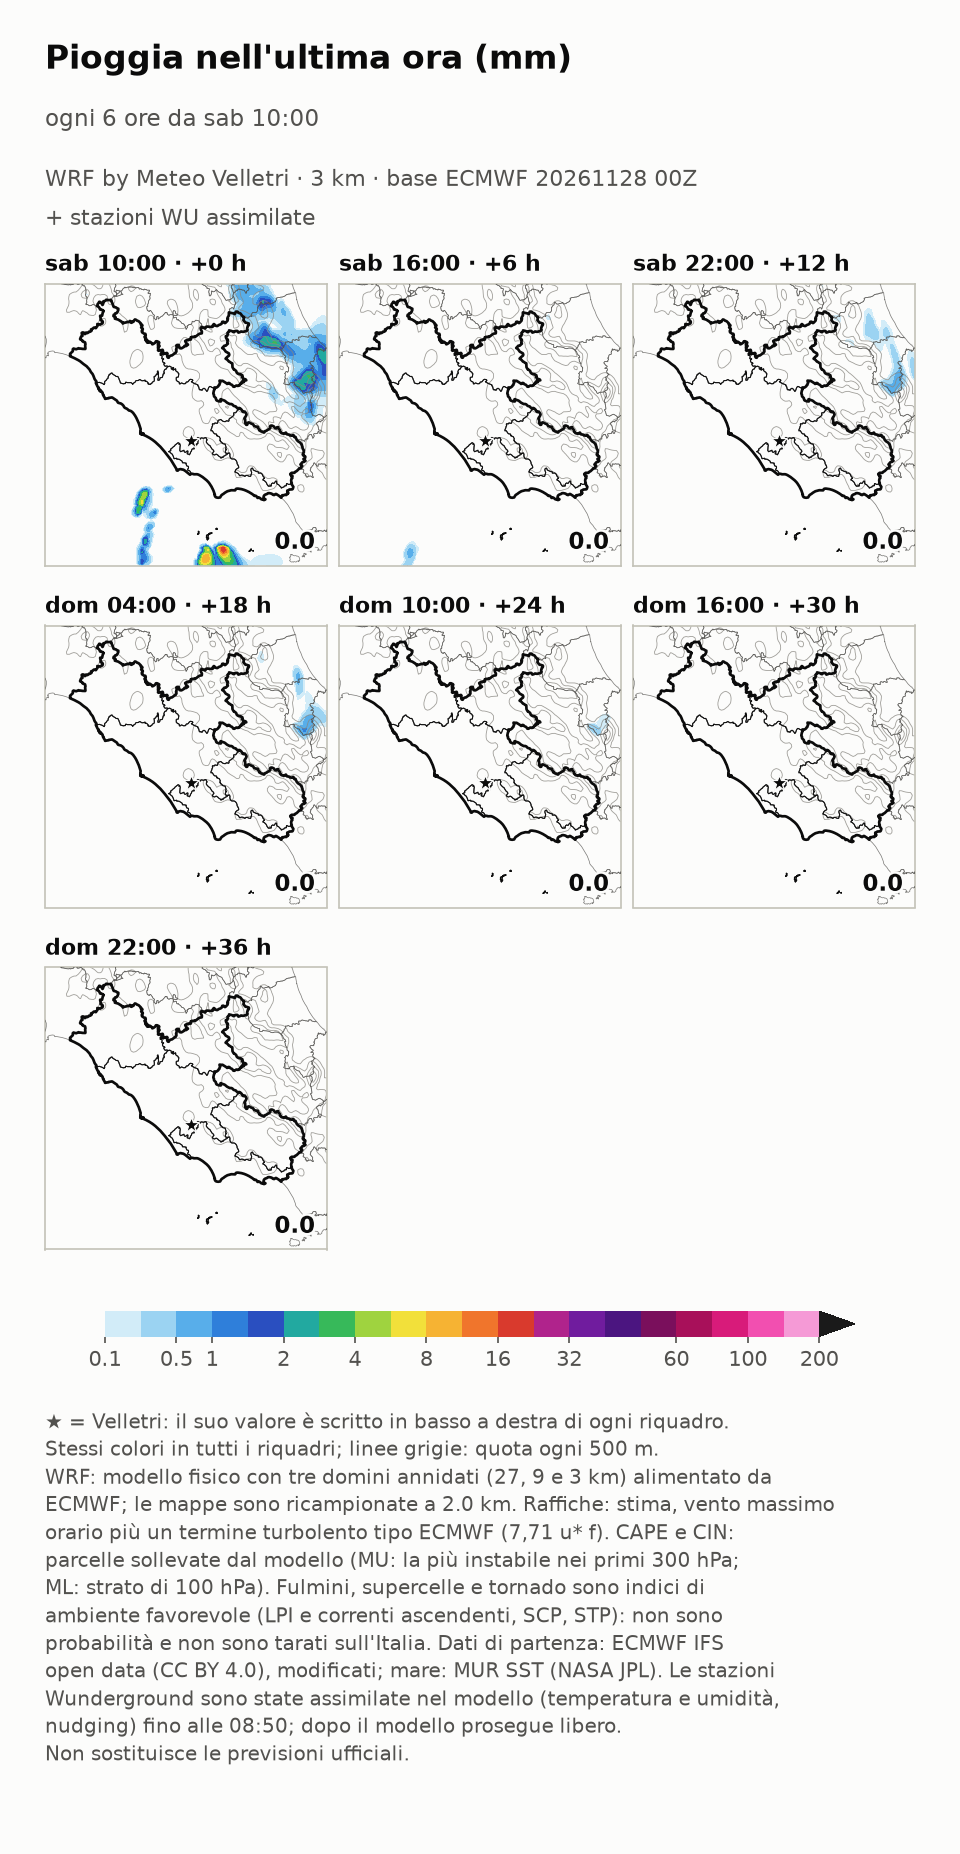 Pioggia nell'ultima ora (mm)
ogni 6 ore da sab 10:00
WRF by Meteo Velletri · 3 km · base ECMWF 20261128 00Z
+ stazioni WU assimilate
sab 10:00 · +0 h
sab 16:00 · +6 h
sab 22:00 · +12 h
0.0
0.0
0.0
dom 04:00 · +18 h
dom 10:00 · +24 h
dom 16:00 · +30 h
0.0
0.0
0.0
dom 22:00 · +36 h
0.0
0.1 0.5 1 2 4 8 16 32 60 100 200
★ = Velletri: il suo valore è scritto in basso a destra di ogni riquadro.
Stessi colori in tutti i riquadri; linee grigie: quota ogni 500 m.
WRF: modello fisico con tre domini annidati (27, 9 e 3 km) alimentato da
ECMWF; le mappe sono ricampionate a 2.0 km. Raffiche: stima, vento massimo
orario più un termine turbolento tipo ECMWF (7,71 u* f). CAPE e CIN:
parcelle sollevate dal modello (MU: la più instabile nei primi 300 hPa;
ML: strato di 100 hPa). Fulmini, supercelle e tornado sono indici di
ambiente favorevole (LPI e correnti ascendenti, SCP, STP): non sono
probabilità e non sono tarati sull'Italia. Dati di partenza: ECMWF IFS
open data (CC BY 4.0), modificati; mare: MUR SST (NASA JPL). Le stazioni
Wunderground sono state assimilate nel modello (temperatura e umidità,
nudging) fino alle 08:50; dopo il modello prosegue libero.
Non sostituisce le previsioni ufficiali.